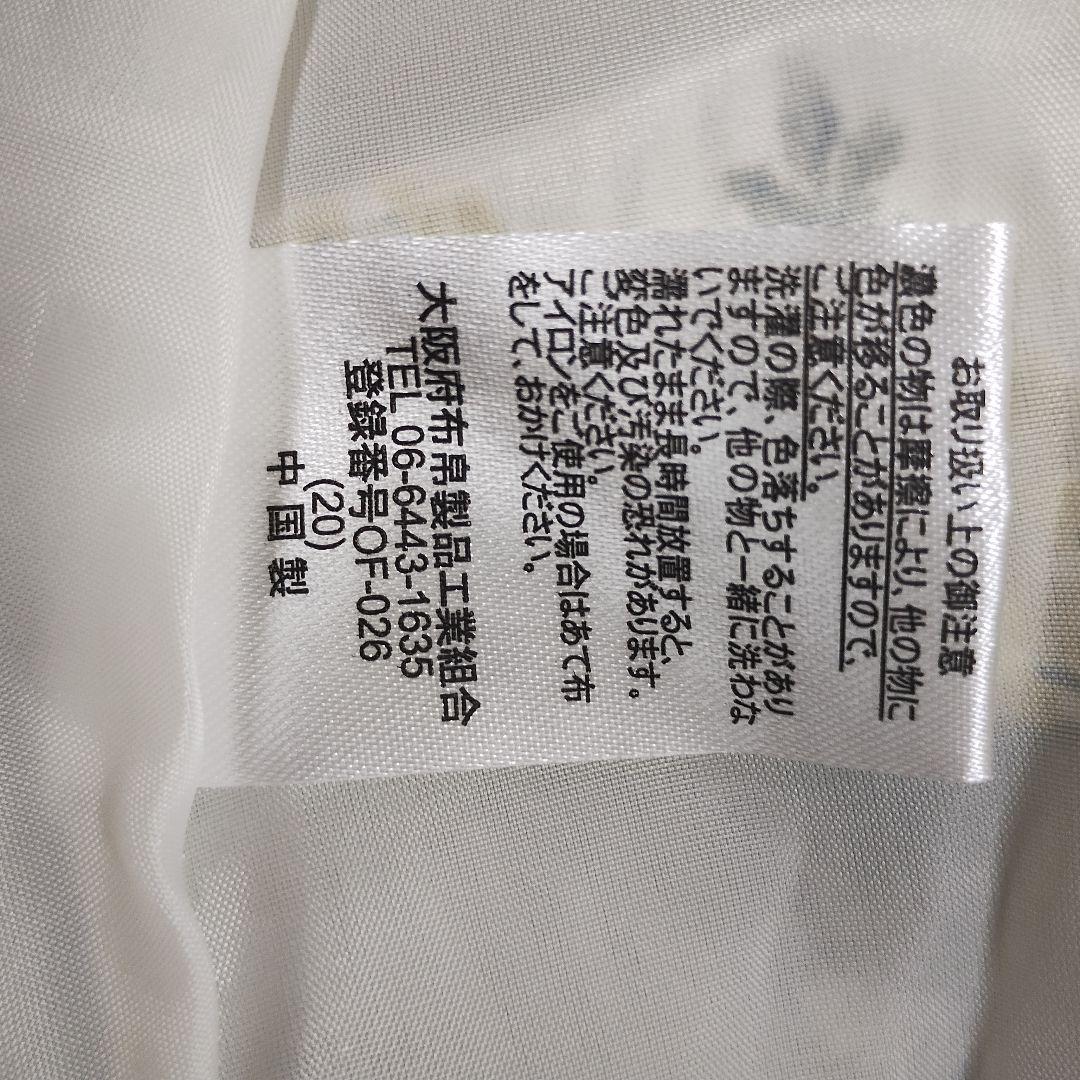 お取り扱い上の御注意
濃色の物は摩擦により、他の物に
色が移ることがありますので、
ご注意ください。
洗濯の際、色落ちすることがあり
ますので、他の物と一緒に洗わな
いでください。
濡れたまま長時間放置すると、
変色及び汚染の恐れがあります。
ご注意ください。
アイロンをご使用の場合はあて布
をして、おかけください。
大阪府布帛製品工業組合
TEL 06-6443-1635
登録番号OF-026
(20)
中国製